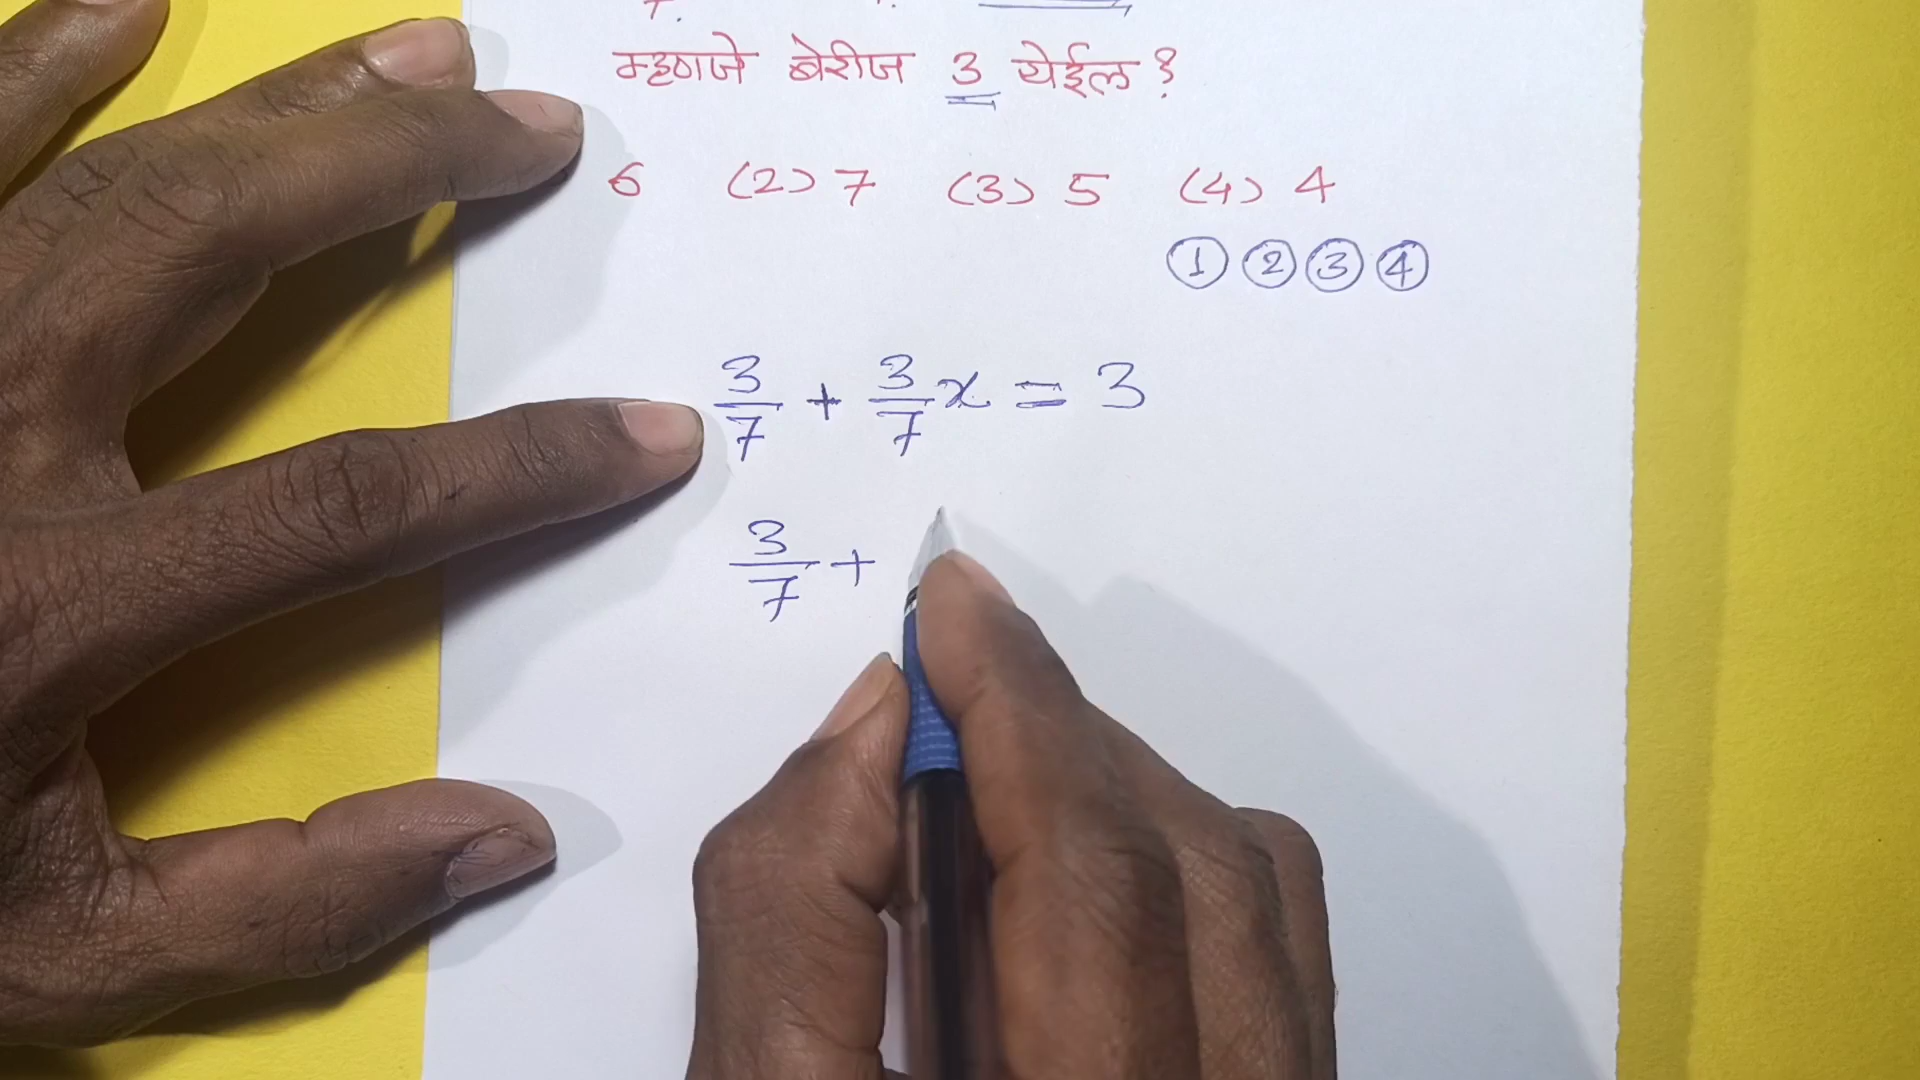 म्हणजे बेरीज 3 येईल ?
6 (2) 7 (3) 5 (4) 4
① ② ③ ④
3/7 + 3/7 x = 3
3/7 +